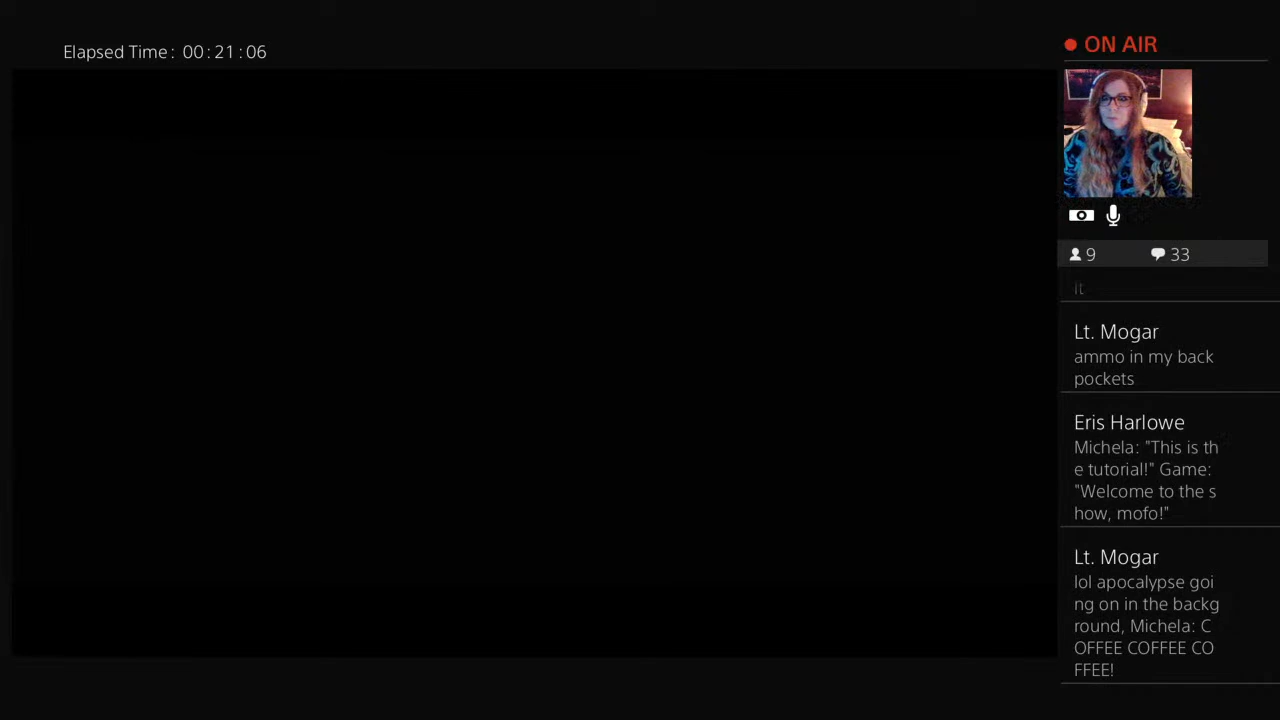 Elapsed Time: 00:21:06
ON AIR
9
33
it
Lt. Mogar
ammo in my back
pockets
Eris Harlowe
Michela: "This is th
e tutorial!" Game:
"Welcome to the s
how, mofo!"
Lt. Mogar
lol apocalypse goi
ng on in the backg
round, Michela: C
OFFEE COFFEE CO
FFEE!